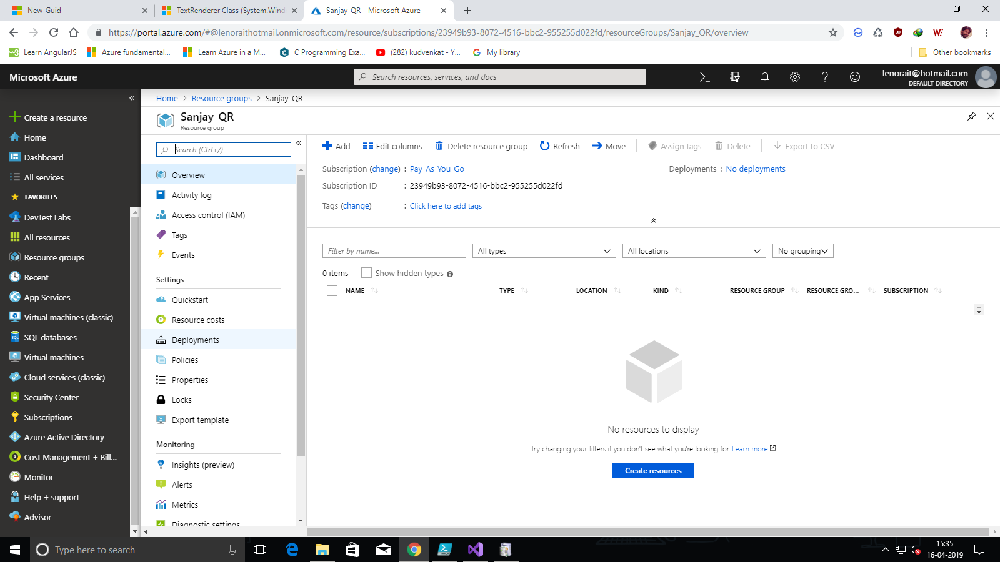 New-Guid
TextRenderer Class (System.Wind
Sanjay_QR - Microsoft Azure
https://portal.azure.com/#@lenoraithotmail.onmicrosoft.com/resource/subscriptions/23949b93-8072-4516-bbc2-955255d022fd/resourceGroups/Sanjay_QR/overview
Learn AngularJS
Azure fundamental...
Learn Azure in a M...
C Programming Exa...
(282) kudvenkat - Y...
My library
Other bookmarks
Microsoft Azure
Search resources, services, and docs
lenorait@hotmail.com
DEFAULT DIRECTORY
Create a resource
Home
Dashboard
All services
FAVORITES
DevTest Labs
All resources
Resource groups
Recent
App Services
Virtual machines (classic)
SQL databases
Virtual machines
Cloud services (classic)
Security Center
Subscriptions
Azure Active Directory
Cost Management + Bill...
Monitor
Help + support
Advisor
Home > Resource groups > Sanjay_QR
Sanjay_QR
Resource group
Search (Ctrl+/)
Overview
Activity log
Access control (IAM)
Tags
Events
Settings
Quickstart
Resource costs
Deployments
Policies
Properties
Locks
Export template
Monitoring
Insights (preview)
Alerts
Metrics
Diagnostic settings
Add
Edit columns
Delete resource group
Refresh
Move
Assign tags
Delete
Export to CSV
Subscription (change) : Pay-As-You-Go
Deployments : No deployments
Subscription ID : 23949b93-8072-4516-bbc2-955255d022fd
Tags (change) : Click here to add tags
Filter by name...
All types
All locations
No grouping
0 items
Show hidden types
NAME
TYPE
LOCATION
KIND
RESOURCE GROUP
RESOURCE GRO...
SUBSCRIPTION
No resources to display
Try changing your filters if you don't see what you're looking for. Learn more
Create resources
Type here to search
15:35
16-04-2019